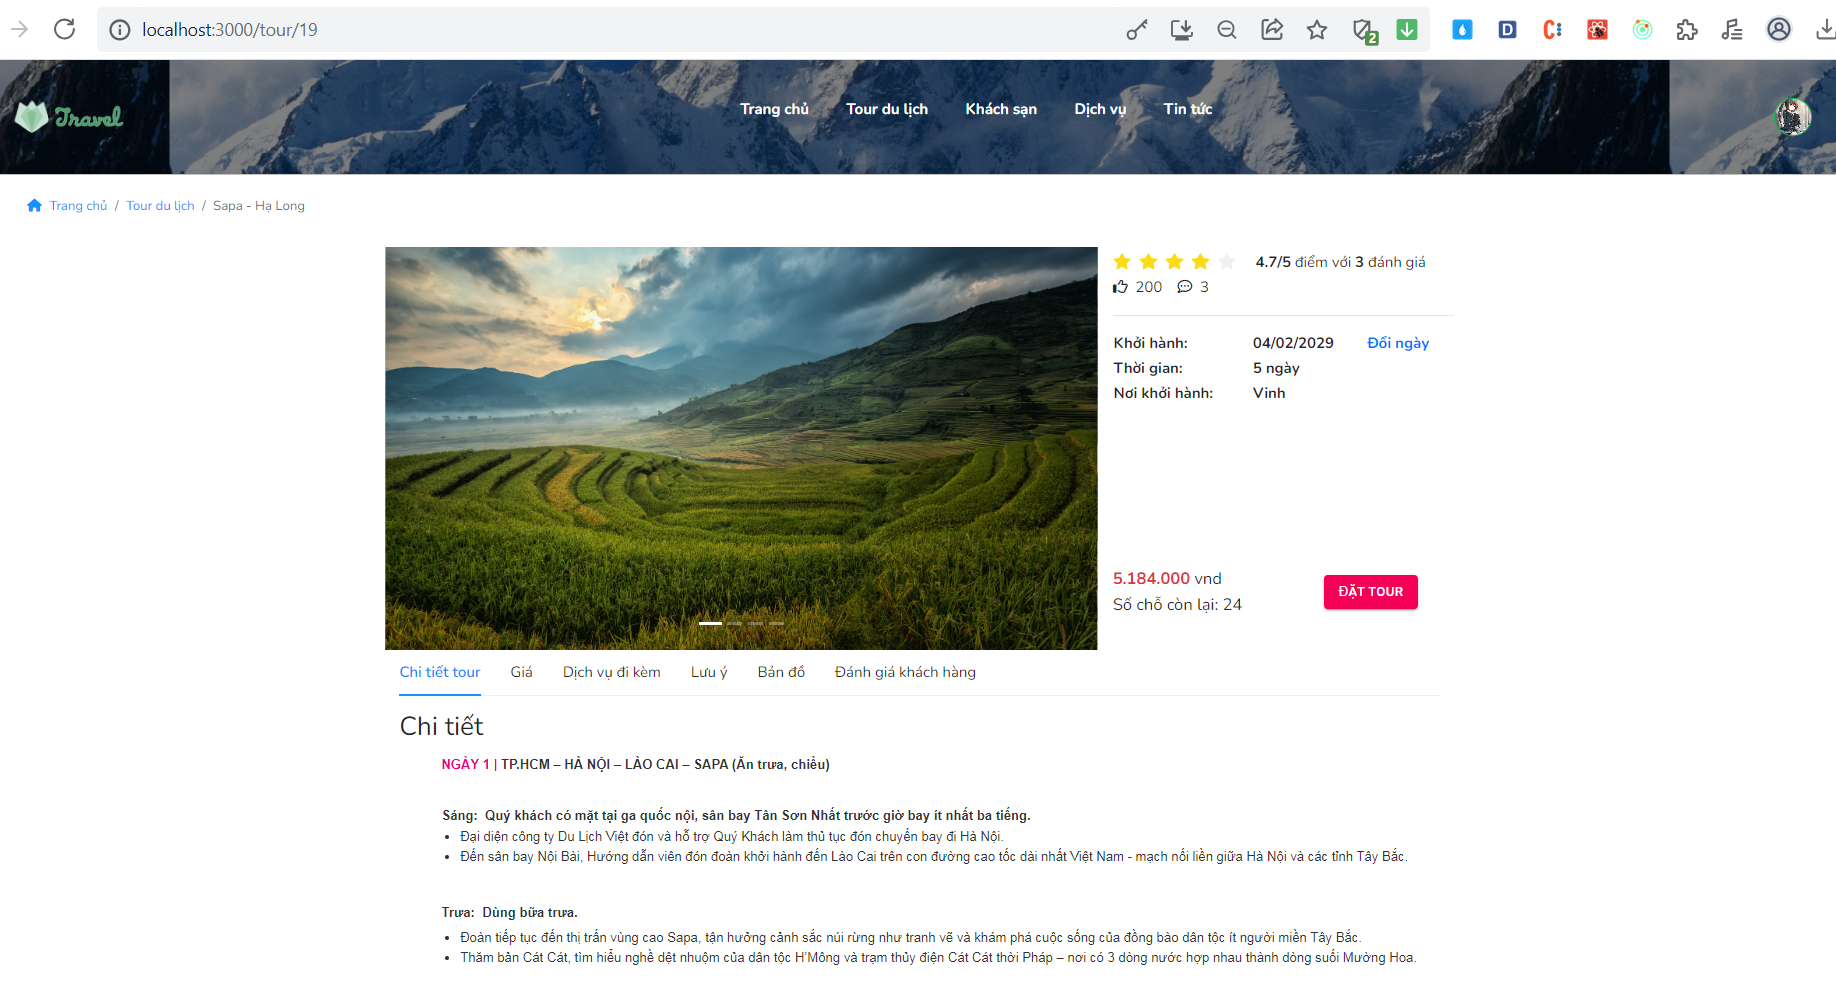 localhost:3000/tour/19
2
D
C
Travel
Trang chủ
Tour du lịch
Khách sạn
Dịch vụ
Tin tức
Trang chủ / Tour du lịch / Sapa - Hạ Long
4.7/5 điểm với 3 đánh giá
200 3
Khởi hành: 04/02/2029 Đổi ngày
Thời gian: 5 ngày
Nơi khởi hành: Vinh
5.184.000 vnd
Số chỗ còn lại: 24
ĐẶT TOUR
Chi tiết tour
Giá
Dịch vụ đi kèm
Lưu ý
Bản đồ
Đánh giá khách hàng
Chi tiết
NGÀY 1 | TP.HCM – HÀ NỘI – LÀO CAI – SAPA (Ăn trưa, chiều)
Sáng: Quý khách có mặt tại ga quốc nội, sân bay Tân Sơn Nhất trước giờ bay ít nhất ba tiếng.
Đại diện công ty Du Lịch Việt đón và hỗ trợ Quý Khách làm thủ tục đón chuyến bay đi Hà Nội.
Đến sân bay Nội Bài, Hướng dẫn viên đón đoàn khởi hành đến Lào Cai trên con đường cao tốc dài nhất Việt Nam - mạch nối liền giữa Hà Nội và các tỉnh Tây Bắc.
Trưa: Dùng bữa trưa.
Đoàn tiếp tục đến thị trấn vùng cao Sapa, tận hưởng cảnh sắc núi rừng như tranh vẽ và khám phá cuộc sống của đồng bào dân tộc ít người miền Tây Bắc.
Thăm bản Cát Cát, tìm hiểu nghề dệt nhuộm của dân tộc H'Mông và trạm thủy điện Cát Cát thời Pháp – nơi có 3 dòng nước hợp nhau thành dòng suối Mường Hoa.